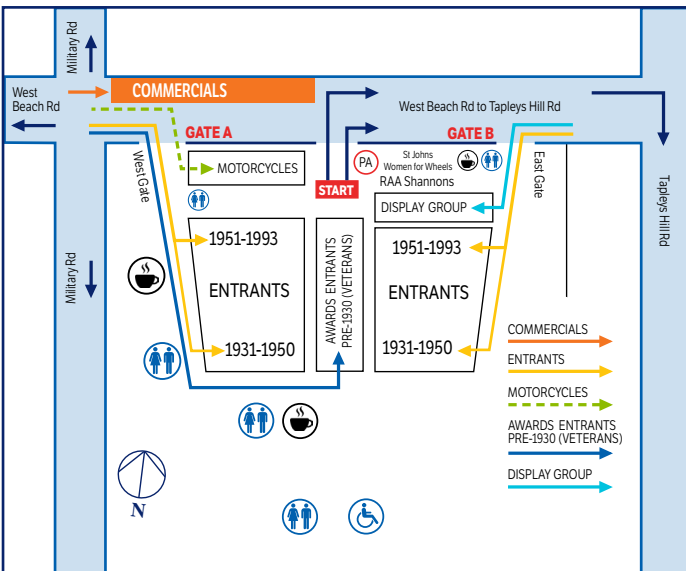 Military Rd
West
Beach Rd
COMMERCIALS
West Beach Rd to Tapleys Hill Rd
GATE A
GATE B
West Gate
MOTORCYCLES
START
PA
St Johns
Women for Wheels
RAA Shannons
East Gate
DISPLAY GROUP
Tapleys Hill Rd
Military Rd
1951-1993
ENTRANTS
1931-1950
AWARDS ENTRANTS
PRE-1930 (VETERANS)
1951-1993
ENTRANTS
1931-1950
COMMERCIALS
ENTRANTS
MOTORCYCLES
AWARDS ENTRANTS
PRE-1930 (VETERANS)
DISPLAY GROUP
N